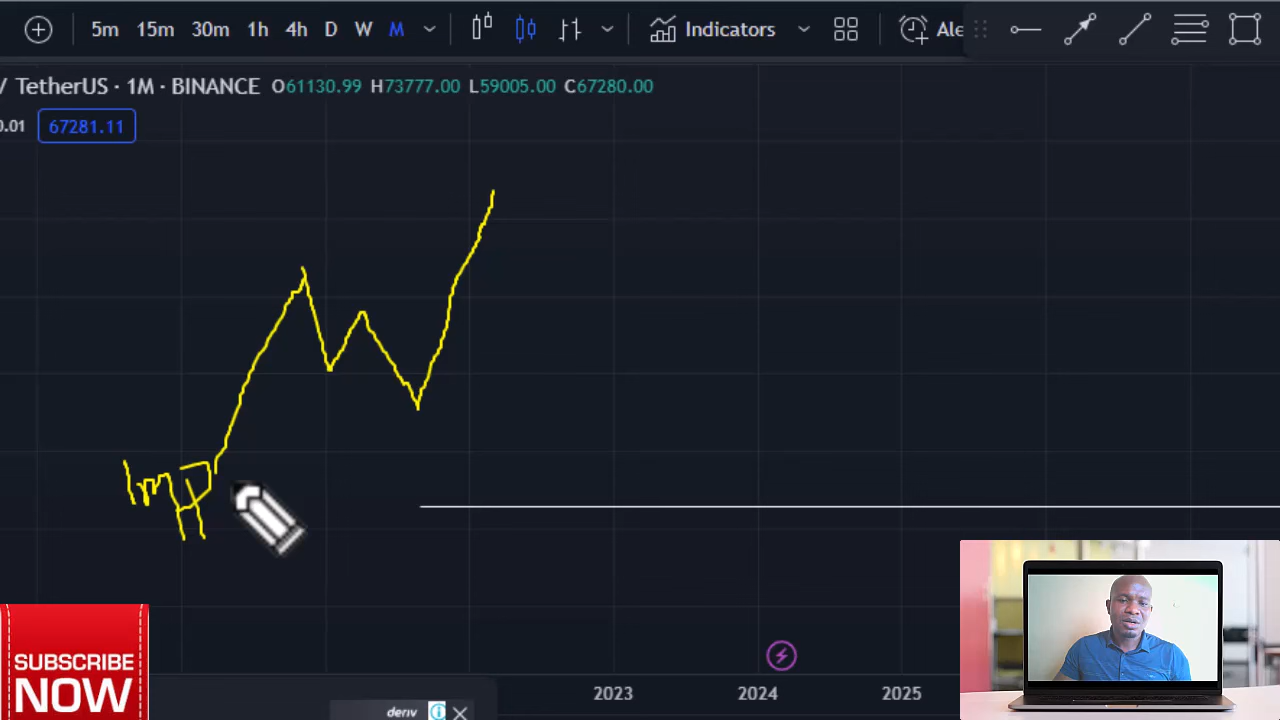 5m 15m 30m 1h 4h D W M Indicators Ale
/ TetherUS · 1M · BINANCE O61130.99 H73777.00 L59005.00 C67280.00
0.01 67281.11
Imp
SUBSCRIBE
NOW
2023 2024 2025
deriv